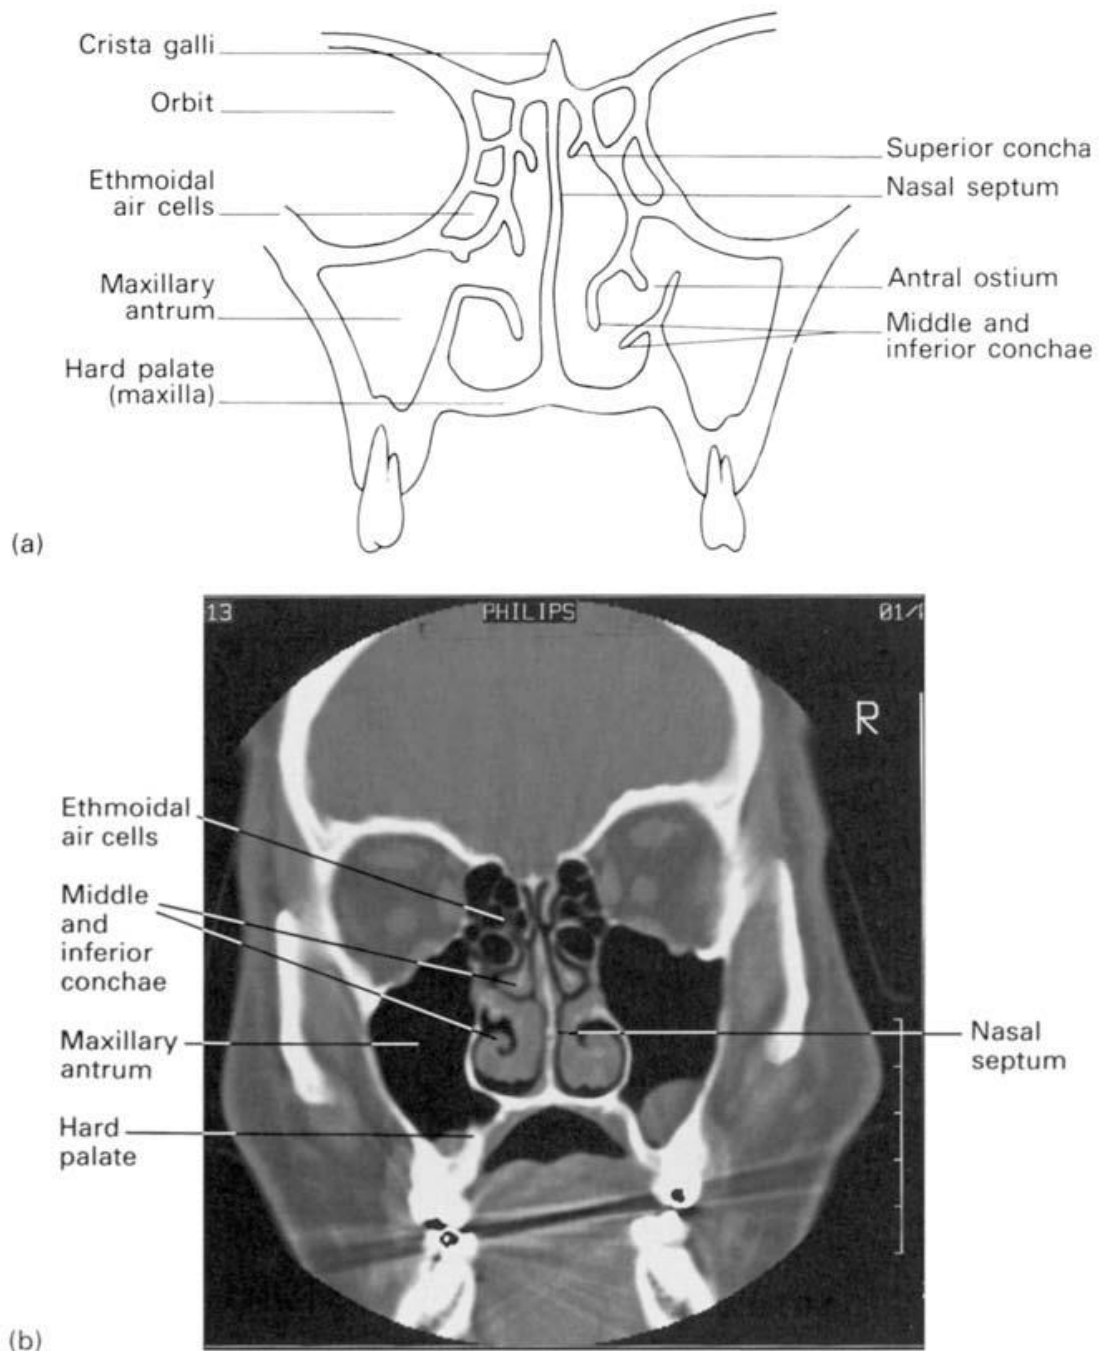 Crista galli
Orbit
Ethmoidal
air cells
Maxillary
antrum
Hard palate
(maxilla)
Superior concha
Nasal septum
Antral ostium
Middle and
inferior conchae
(a)
13
PHILIPS
R
Ethmoidal
air cells
Middle
and
inferior
conchae
Maxillary
antrum
Hard
palate
Nasal
septum
(b)